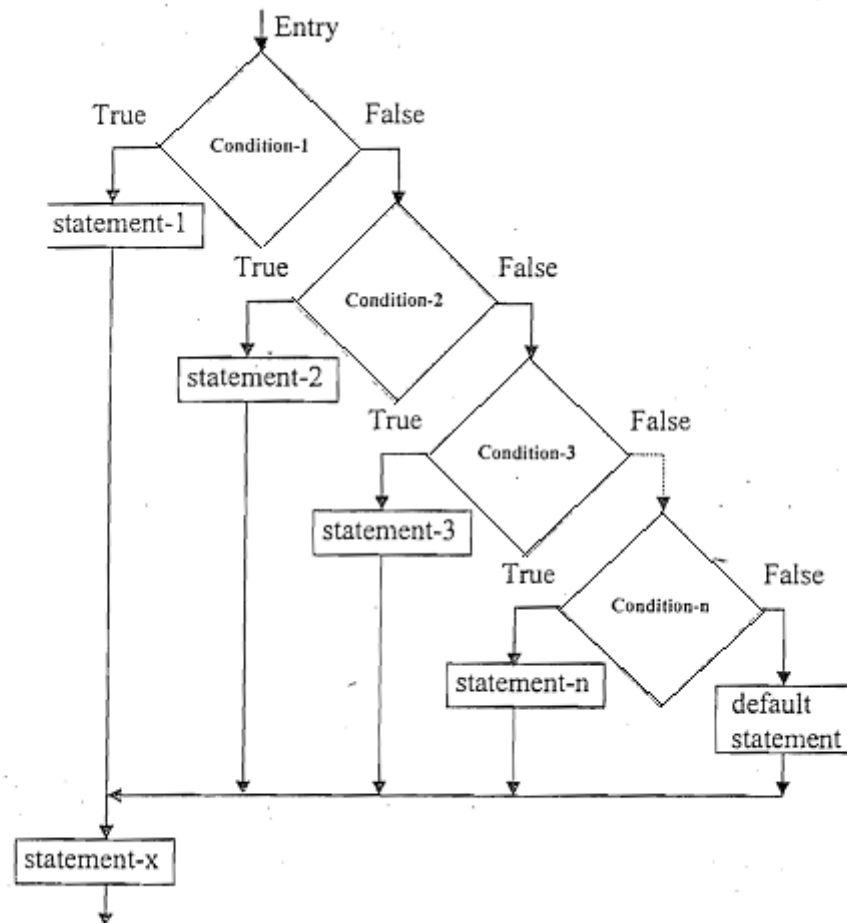 Entry
True
False
Condition-1
statement-1
True
False
Condition-2
statement-2
True
False
Condition-3
statement-3
True
False
Condition-n
statement-n
default
statement
statement-x